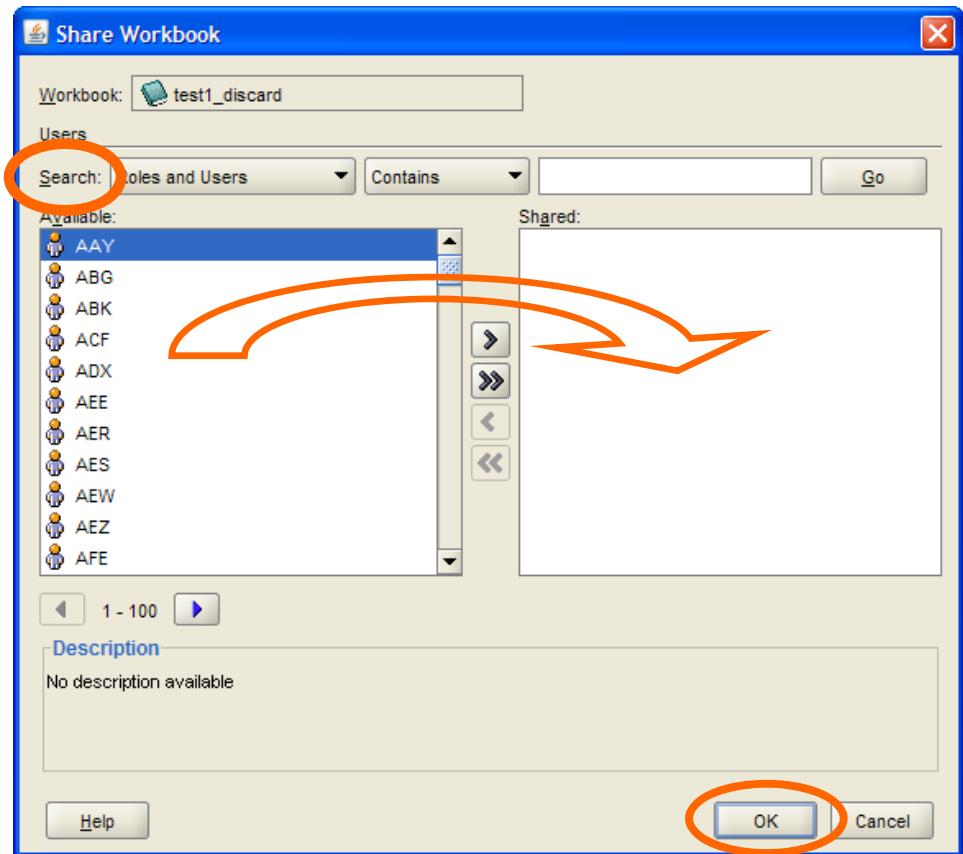 Share Workbook
Workbook: test1_discard
Users
Search: Roles and Users Contains Go
Available: Shared:
AAY
ABG
ABK
ACF
ADX
AEE
AER
AES
AEW
AEZ
AFE
1 - 100
Description
No description available
Help OK Cancel